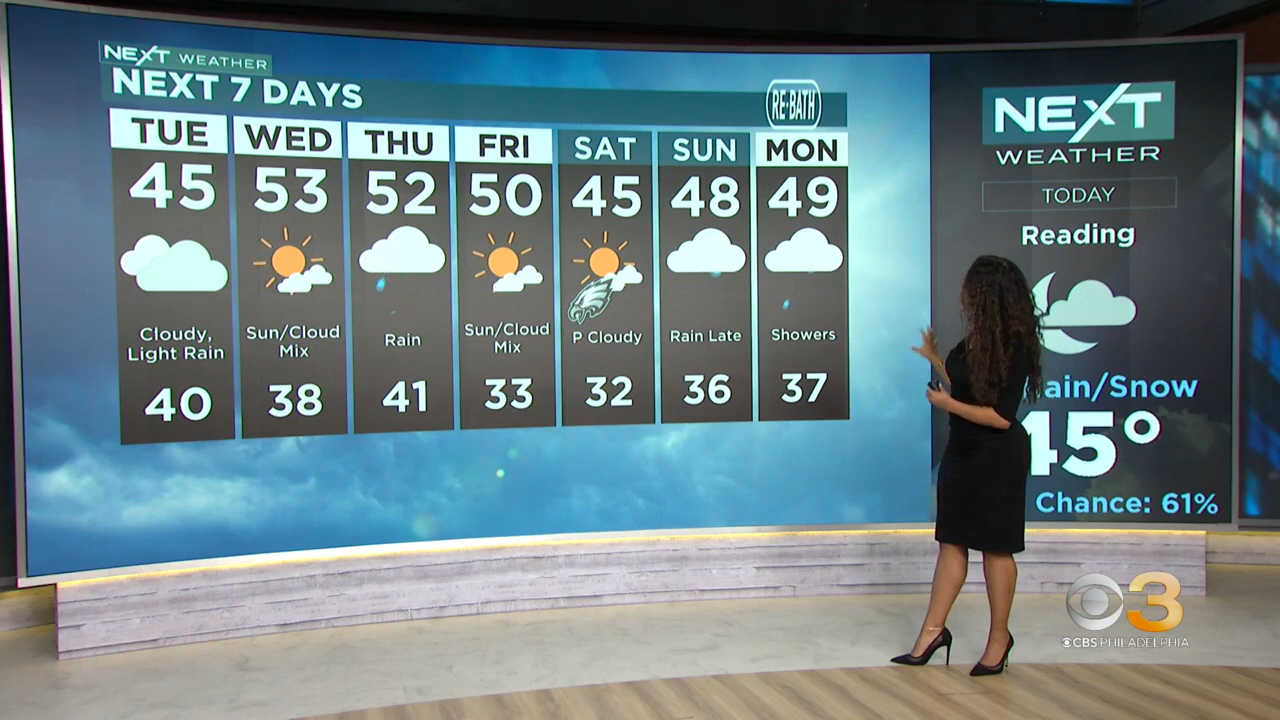 NEXT WEATHER
NEXT 7 DAYS
RE·BATH
TUE WED THU FRI SAT SUN MON
45 53 52 50 45 48 49
Cloudy, Light Rain
Sun/Cloud Mix
Rain
Sun/Cloud Mix
P Cloudy
Rain Late
Showers
40 38 41 33 32 36 37
NEXT
WEATHER
TODAY
Reading
ain/Snow
45°
Chance: 61%
3
CBS PHILADELPHIA